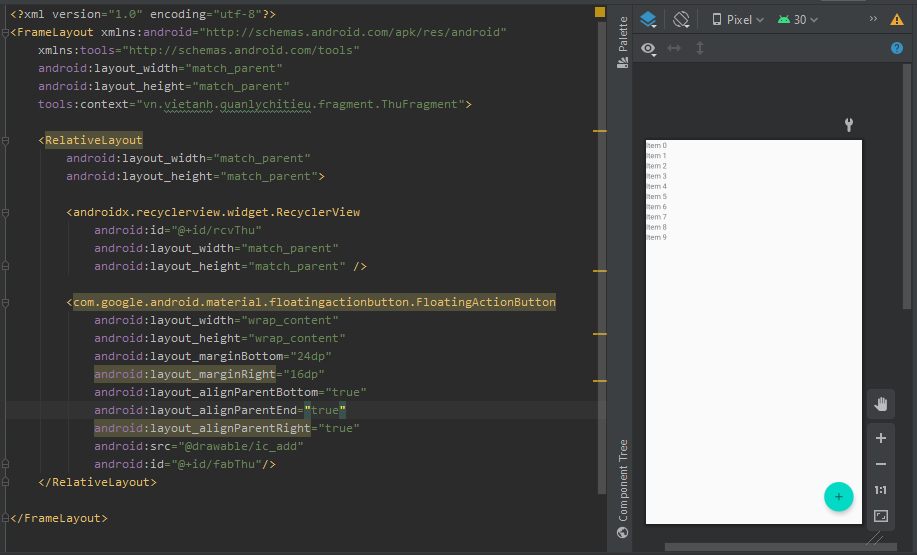 <?xml version="1.0" encoding="utf-8"?>
<FrameLayout xmlns:android="http://schemas.android.com/apk/res/android"
    xmlns:tools="http://schemas.android.com/tools"
    android:layout_width="match_parent"
    android:layout_height="match_parent"
    tools:context="vn.vietanh.quanlychitieu.fragment.ThuFragment">

    <RelativeLayout
        android:layout_width="match_parent"
        android:layout_height="match_parent">

        <androidx.recyclerview.widget.RecyclerView
            android:id="@+id/rcvThu"
            android:layout_width="match_parent"
            android:layout_height="match_parent" />

        <com.google.android.material.floatingactionbutton.FloatingActionButton
            android:layout_width="wrap_content"
            android:layout_height="wrap_content"
            android:layout_marginBottom="24dp"
            android:layout_marginRight="16dp"
            android:layout_alignParentBottom="true"
            android:layout_alignParentEnd="true"
            android:layout_alignParentRight="true"
            android:src="@drawable/ic_add"
            android:id="@+id/fabThu"/>
    </RelativeLayout>

</FrameLayout>
Palette
Component Tree
Pixel
30
Item 0
Item 1
Item 2
Item 3
Item 4
Item 5
Item 6
Item 7
Item 8
Item 9
1:1